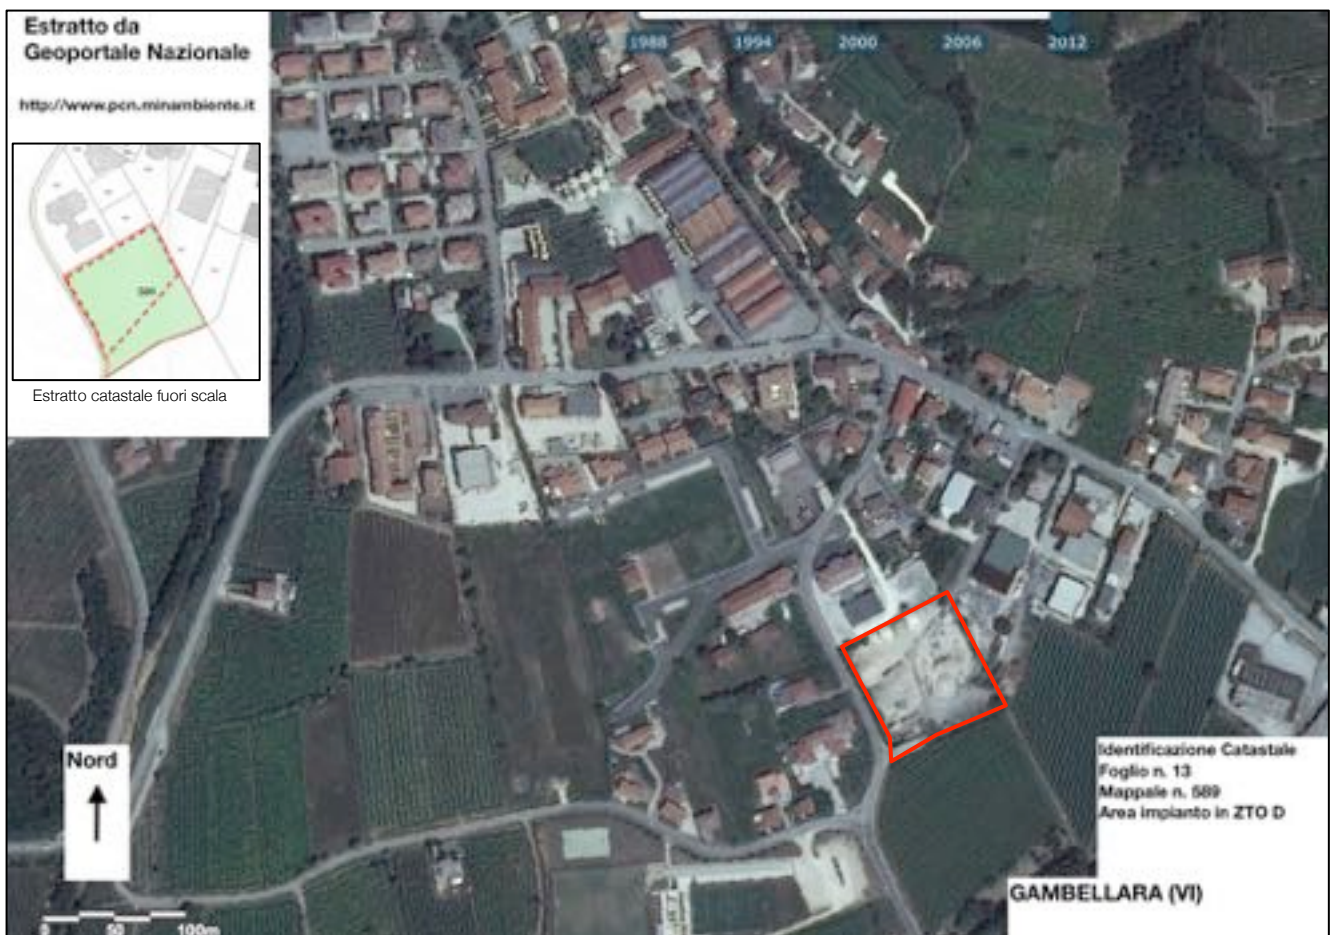 Estratto da
Geoportale Nazionale
http://www.pcn.minambiente.it
Estratto catastale fuori scala
1988 1994 2000 2006 2012
Nord
0 50 100m
Identificazione Catastale
Foglio n. 13
Mappale n. 589
Area impianto in ZTO D
GAMBELLARA (VI)